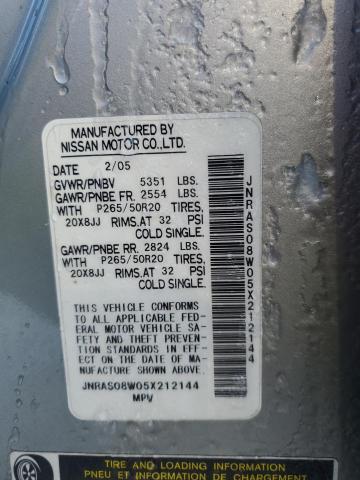 MANUFACTURED BY
NISSAN MOTOR CO.,LTD.
DATE 2/05
GVWR/PNBV 5351 LBS.
GAWR/PNBE FR. 2554 LBS.
WITH P265/50R20 TIRES,
20X8JJ RIMS.AT 32 PSI
COLD SINGLE.
GAWR/PNBE RR. 2824 LBS.
WITH P265/50R20 TIRES,
20X8JJ RIMS.AT 32 PSI
COLD SINGLE.
THIS VEHICLE CONFORMS
TO ALL APPLICABLE FED-
ERAL MOTOR VEHICLE SA-
FETY AND THEFT PREVEN-
TION STANDARDS IN EFF-
ECT ON THE DATE OF MA-
NUFACTURE SHOWN ABOVE.
JNRAS08W05X212144
MPV
JNRAS08W05X212144
TIRE AND LOADING INFORMATION
PNEU ET INFORMATION DE CHARGEMENT